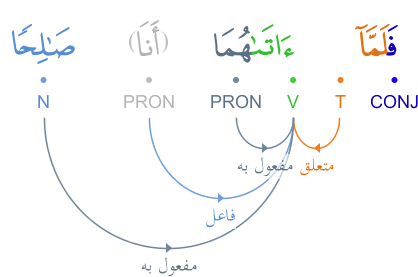 فَلَمَّآ ءَاتَىٰهُمَا (أَنَا) صَـٰلِحًا
N PRON PRON V T CONJ
متعلق مفعول به
فاعل
مفعول به